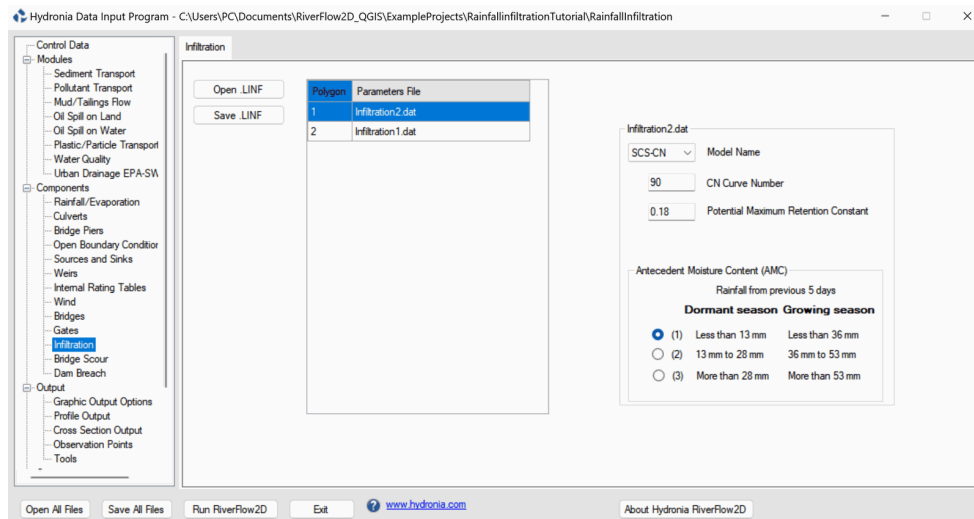 Hydronia Data Input Program - C:\Users\PC\Documents\RiverFlow2D_QGIS\ExampleProjects\RainfallinfiltrationTutorial\RainfallInfiltration
Control Data
Modules
Sediment Transport
Pollutant Transport
Mud/Tailings Flow
Oil Spill on Land
Oil Spill on Water
Plastic/Particle Transport
Water Quality
Urban Drainage EPA-SW
Components
Rainfall/Evaporation
Culverts
Bridge Piers
Open Boundary Condition
Sources and Sinks
Weirs
Internal Rating Tables
Wind
Bridges
Gates
Infiltration
Bridge Scour
Dam Breach
Output
Graphic Output Options
Profile Output
Cross Section Output
Observation Points
Tools
Infiltration
Open .LINF
Save .LINF
Polygon Parameters File
1 Infiltration2.dat
2 Infiltration1.dat
Infiltration2.dat
SCS-CN Model Name
90 CN Curve Number
0.18 Potential Maximum Retention Constant
Antecedent Moisture Content (AMC)
Rainfall from previous 5 days
Dormant season Growing season
(1) Less than 13 mm Less than 36 mm
(2) 13 mm to 28 mm 36 mm to 53 mm
(3) More than 28 mm More than 53 mm
Open All Files Save All Files Run RiverFlow2D Exit ? www.hydronia.com About Hydronia RiverFlow2D